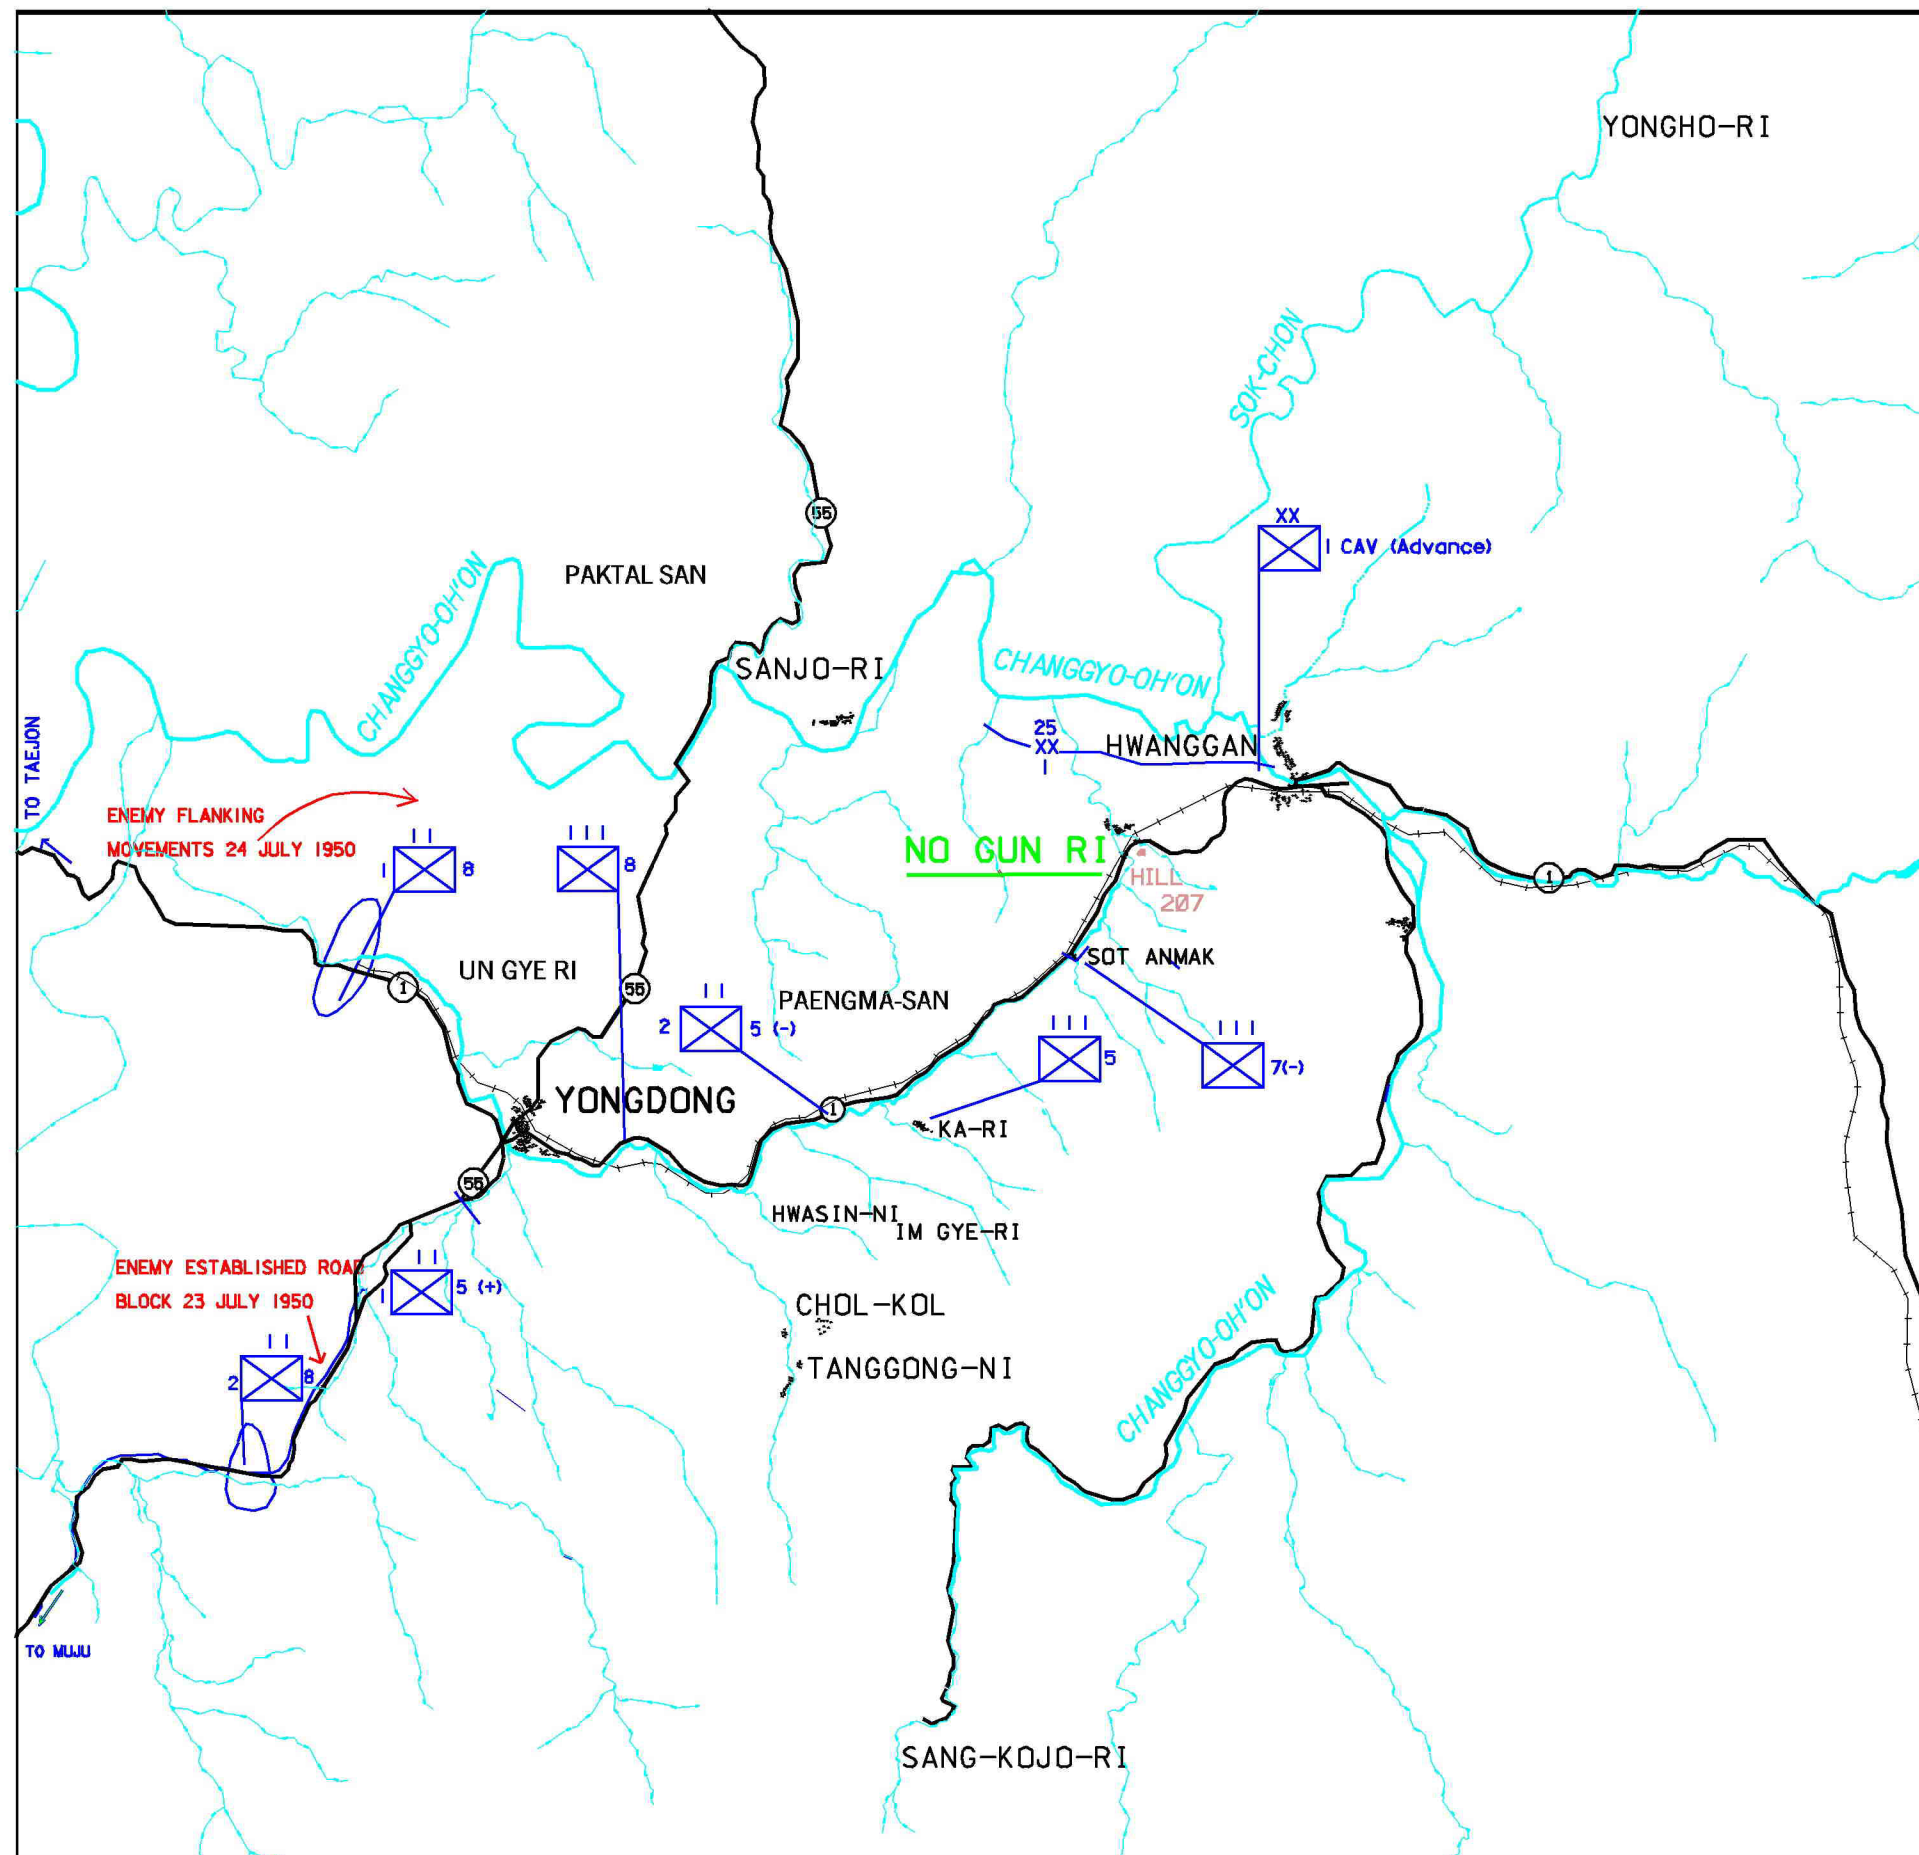 YONGHO-RI
SOK-CHON
XX
1 CAV (Advance)
55
PAKTAL SAN
CHANGGYO-OH'ON
SANJO-RI
CHANGGYO-OH'ON
25
XX
1
HWANGGAN
TO TAEJON
ENEMY FLANKING
MOVEMENTS 24 JULY 1950
II
1
8
III
8
NO GUN RI
HILL
207
1
SOT ANMAK
UN GYE RI
1
55
PAENGMA-SAN
II
2
5 (-)
III
5
III
7(-)
YONGDONG
1
KA-RI
55
HWASIN-NI
IM GYE-RI
ENEMY ESTABLISHED ROAD
BLOCK 23 JULY 1950
II
1
5 (+)
CHOL-KOL
TANGGONG-NI
II
2
8
CHANGGYO-OH'ON
TO MUJU
SANG-KOJO-RI